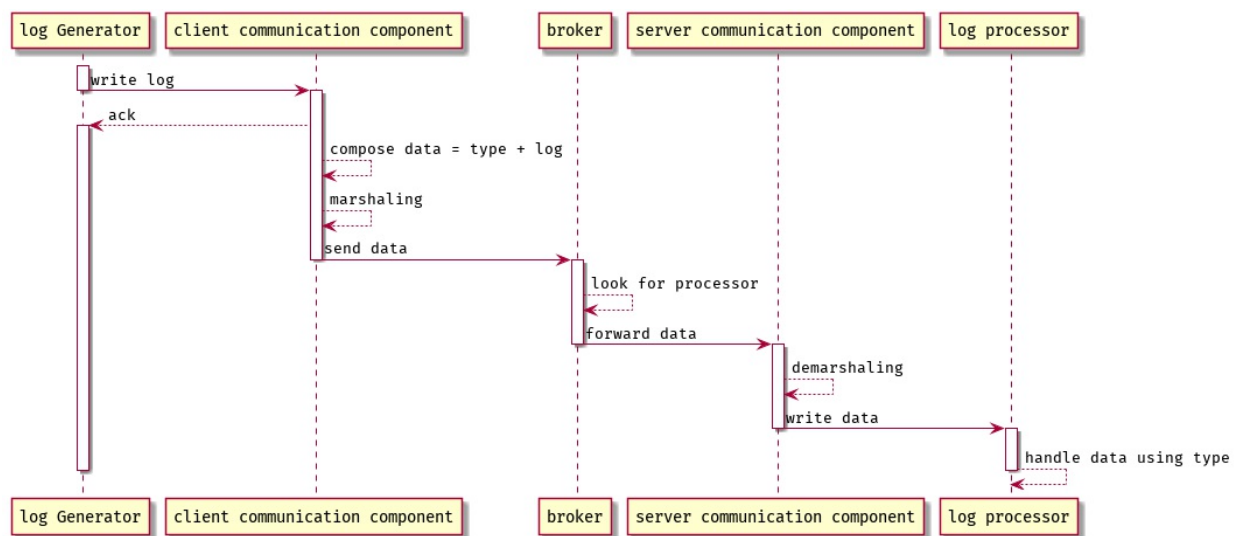 log Generator
client communication component
broker
server communication component
log processor
write log
ack
compose data = type + log
marshaling
send data
look for processor
forward data
demarshaling
write data
handle data using type
log Generator
client communication component
broker
server communication component
log processor